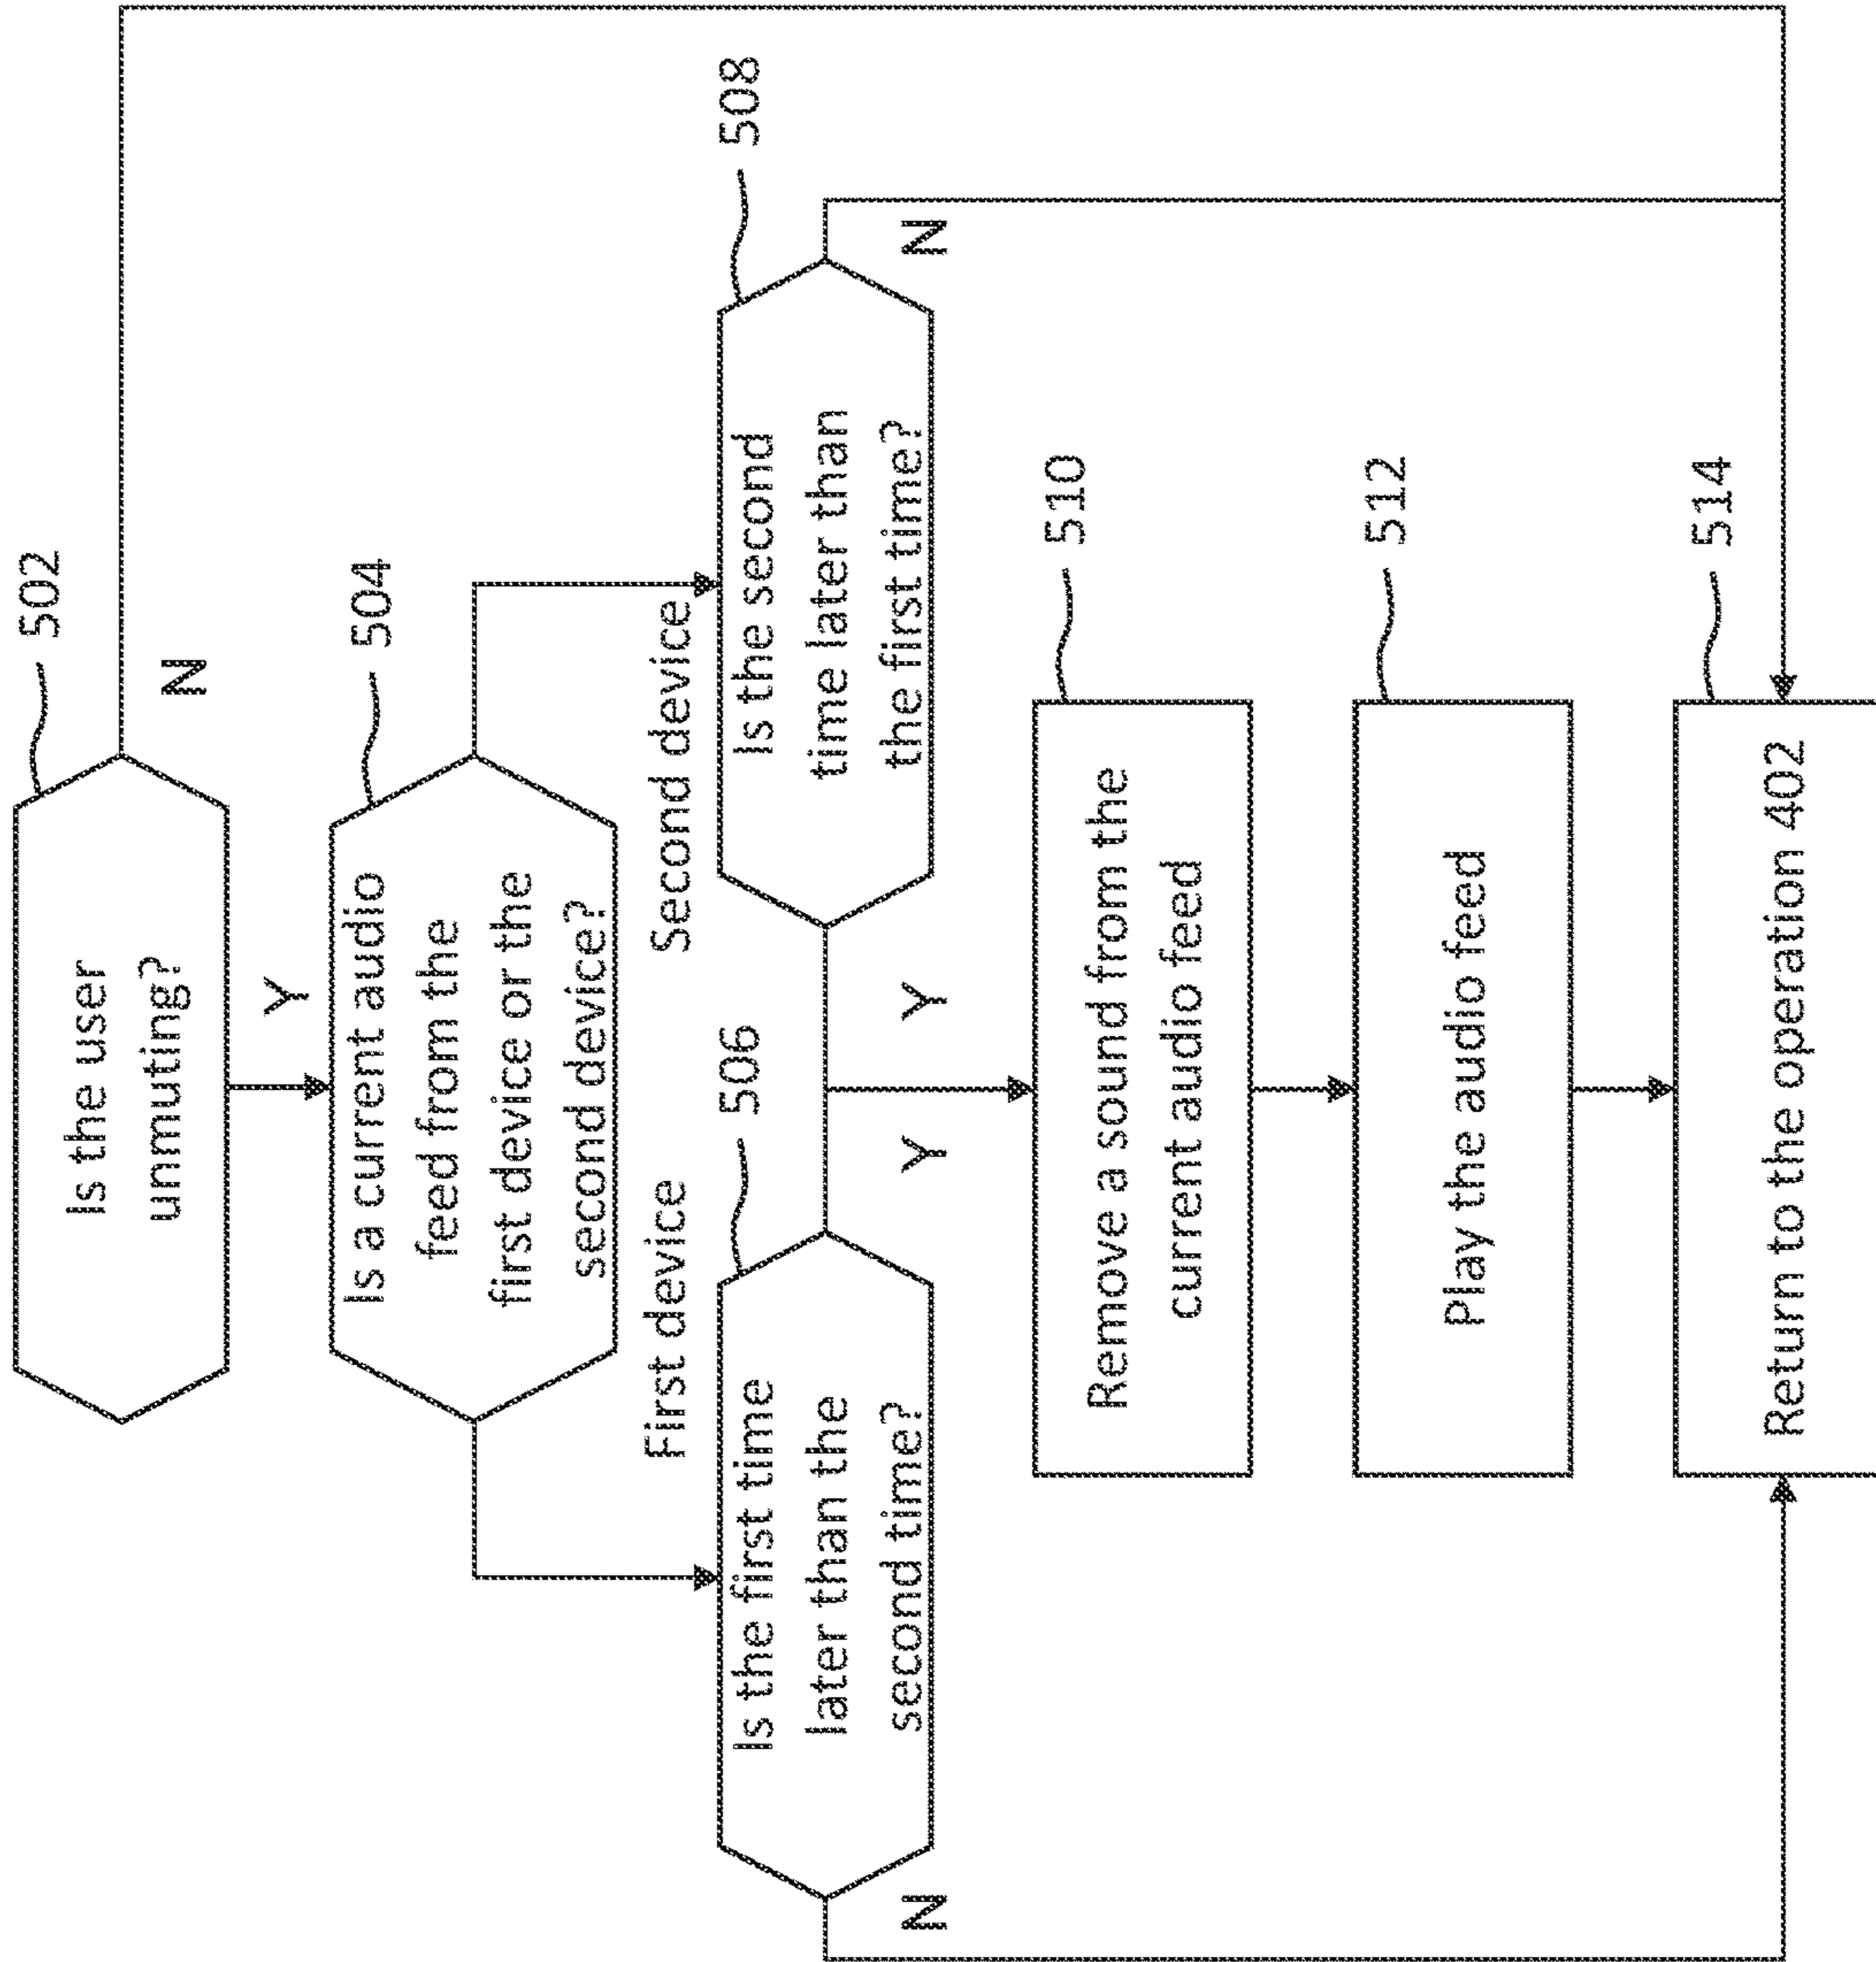 502
Is the user
unmuting?
N
Y
504
Is a current audio
feed from the
first device or the
second device?
First device
Second device
506
Is the first time
later than the
second time?
N
Y
508
Is the second
time later than
the first time?
Y
N
510
Remove a sound from the
current audio feed
512
Play the audio feed
514
Return to the operation 402